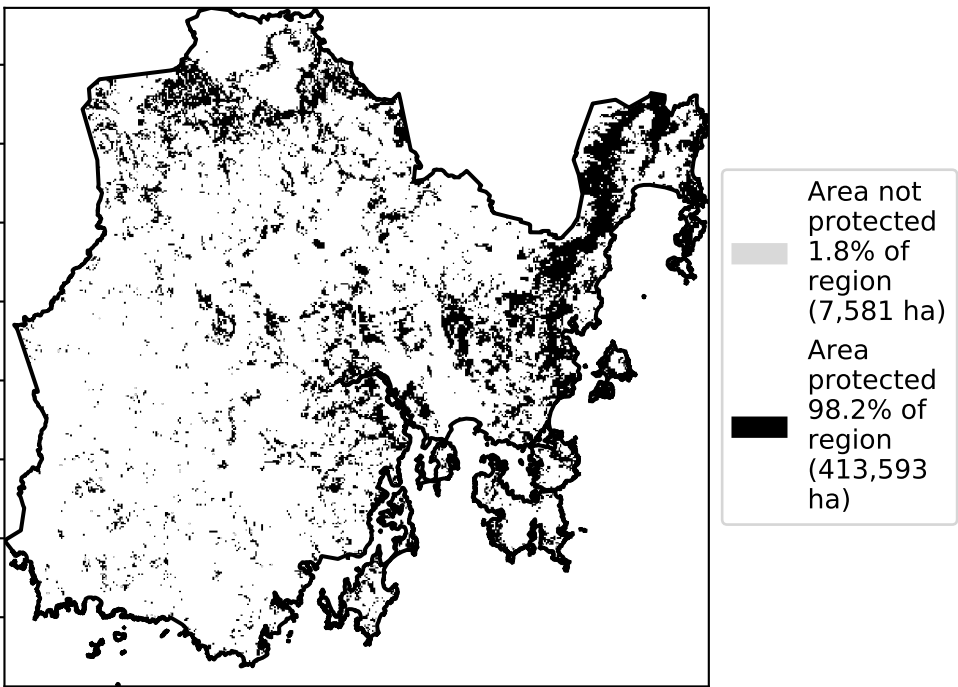 Area not
protected
1.8% of
region
(7,581 ha)
Area
protected
98.2% of
region
(413,593
ha)